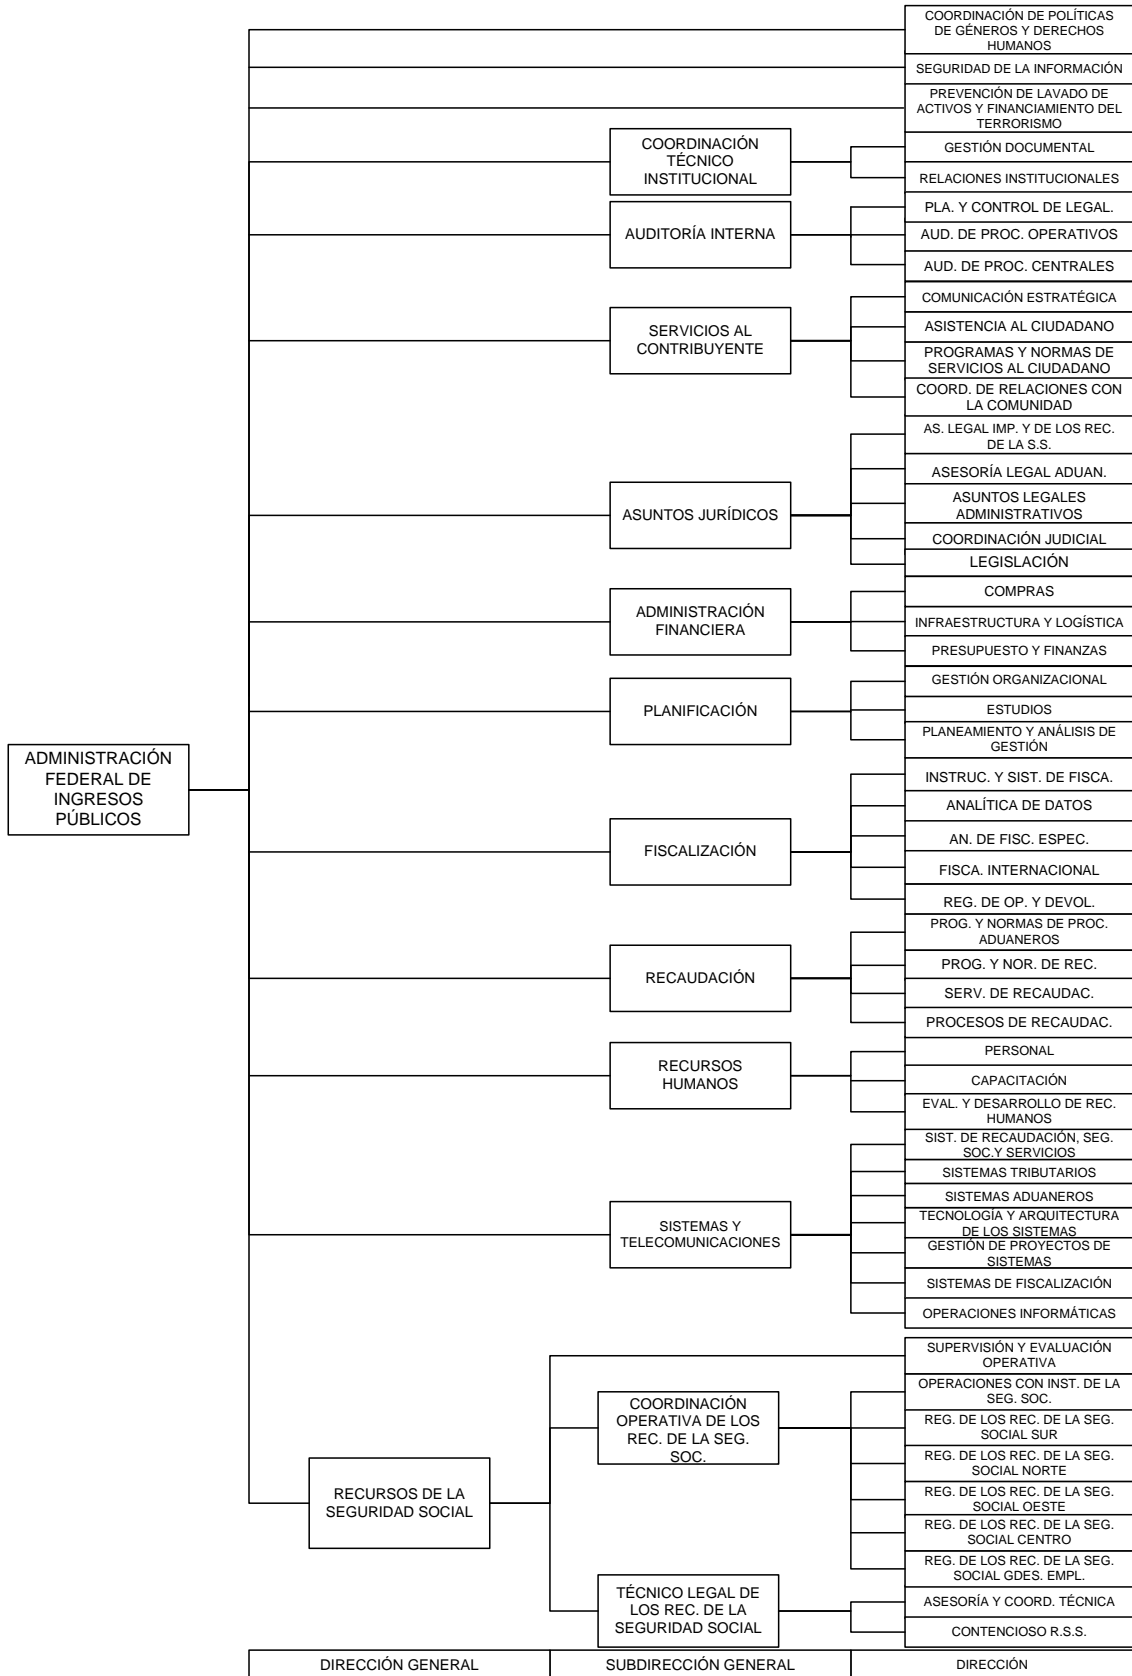 COORDINACIÓN DE POLÍTICAS
DE GÉNEROS Y DERECHOS
HUMANOS
SEGURIDAD DE LA INFORMACIÓN
PREVENCIÓN DE LAVADO DE
ACTIVOS Y FINANCIAMIENTO DEL
TERRORISMO
COORDINACIÓN
TÉCNICO
INSTITUCIONAL
GESTIÓN DOCUMENTAL
RELACIONES INSTITUCIONALES
AUDITORÍA INTERNA
PLA. Y CONTROL DE LEGAL.
AUD. DE PROC. OPERATIVOS
AUD. DE PROC. CENTRALES
SERVICIOS AL
CONTRIBUYENTE
COMUNICACIÓN ESTRATÉGICA
ASISTENCIA AL CIUDADANO
PROGRAMAS Y NORMAS DE
SERVICIOS AL CIUDADANO
COORD. DE RELACIONES CON
LA COMUNIDAD
ASUNTOS JURÍDICOS
AS. LEGAL IMP. Y DE LOS REC.
DE LA S.S.
ASESORÍA LEGAL ADUAN.
ASUNTOS LEGALES
ADMINISTRATIVOS
COORDINACIÓN JUDICIAL
LEGISLACIÓN
ADMINISTRACIÓN
FINANCIERA
COMPRAS
INFRAESTRUCTURA Y LOGÍSTICA
PRESUPUESTO Y FINANZAS
PLANIFICACIÓN
GESTIÓN ORGANIZACIONAL
ESTUDIOS
PLANEAMIENTO Y ANÁLISIS DE
GESTIÓN
ADMINISTRACIÓN
FEDERAL DE
INGRESOS
PÚBLICOS
FISCALIZACIÓN
INSTRUC. Y SIST. DE FISCA.
ANALÍTICA DE DATOS
AN. DE FISC. ESPEC.
FISCA. INTERNACIONAL
REG. DE OP. Y DEVOL.
RECAUDACIÓN
PROG. Y NORMAS DE PROC.
ADUANEROS
PROG. Y NOR. DE REC.
SERV. DE RECAUDAC.
PROCESOS DE RECAUDAC.
RECURSOS
HUMANOS
PERSONAL
CAPACITACIÓN
EVAL. Y DESARROLLO DE REC.
HUMANOS
SISTEMAS Y
TELECOMUNICACIONES
SIST. DE RECAUDACIÓN, SEG.
SOC.Y SERVICIOS
SISTEMAS TRIBUTARIOS
SISTEMAS ADUANEROS
TECNOLOGÍA Y ARQUITECTURA
DE LOS SISTEMAS
GESTIÓN DE PROYECTOS DE
SISTEMAS
SISTEMAS DE FISCALIZACIÓN
OPERACIONES INFORMÁTICAS
RECURSOS DE LA
SEGURIDAD SOCIAL
SUPERVISIÓN Y EVALUACIÓN
OPERATIVA
COORDINACIÓN
OPERATIVA DE LOS
REC. DE LA SEG.
SOC.
OPERACIONES CON INST. DE LA
SEG. SOC.
REG. DE LOS REC. DE LA SEG.
SOCIAL SUR
REG. DE LOS REC. DE LA SEG.
SOCIAL NORTE
REG. DE LOS REC. DE LA SEG.
SOCIAL OESTE
REG. DE LOS REC. DE LA SEG.
SOCIAL CENTRO
REG. DE LOS REC. DE LA SEG.
SOCIAL GDES. EMPL.
TÉCNICO LEGAL DE
LOS REC. DE LA
SEGURIDAD SOCIAL
ASESORÍA Y COORD. TÉCNICA
CONTENCIOSO R.S.S.
DIRECCIÓN GENERAL
SUBDIRECCIÓN GENERAL
DIRECCIÓN